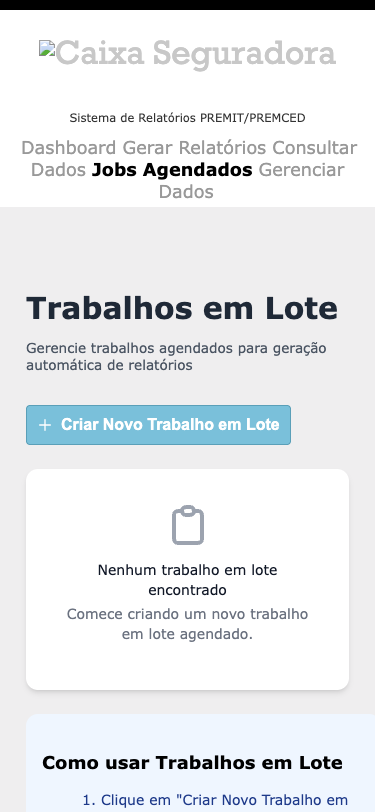 Caixa Seguradora
Sistema de Relatórios PREMIT/PREMCED
Dashboard Gerar Relatórios Consultar
Dados Jobs Agendados Gerenciar
Dados
Trabalhos em Lote
Gerencie trabalhos agendados para geração
automática de relatórios
+ Criar Novo Trabalho em Lote
Nenhum trabalho em lote
encontrado
Comece criando um novo trabalho
em lote agendado.
Como usar Trabalhos em Lote
1. Clique em "Criar Novo Trabalho em